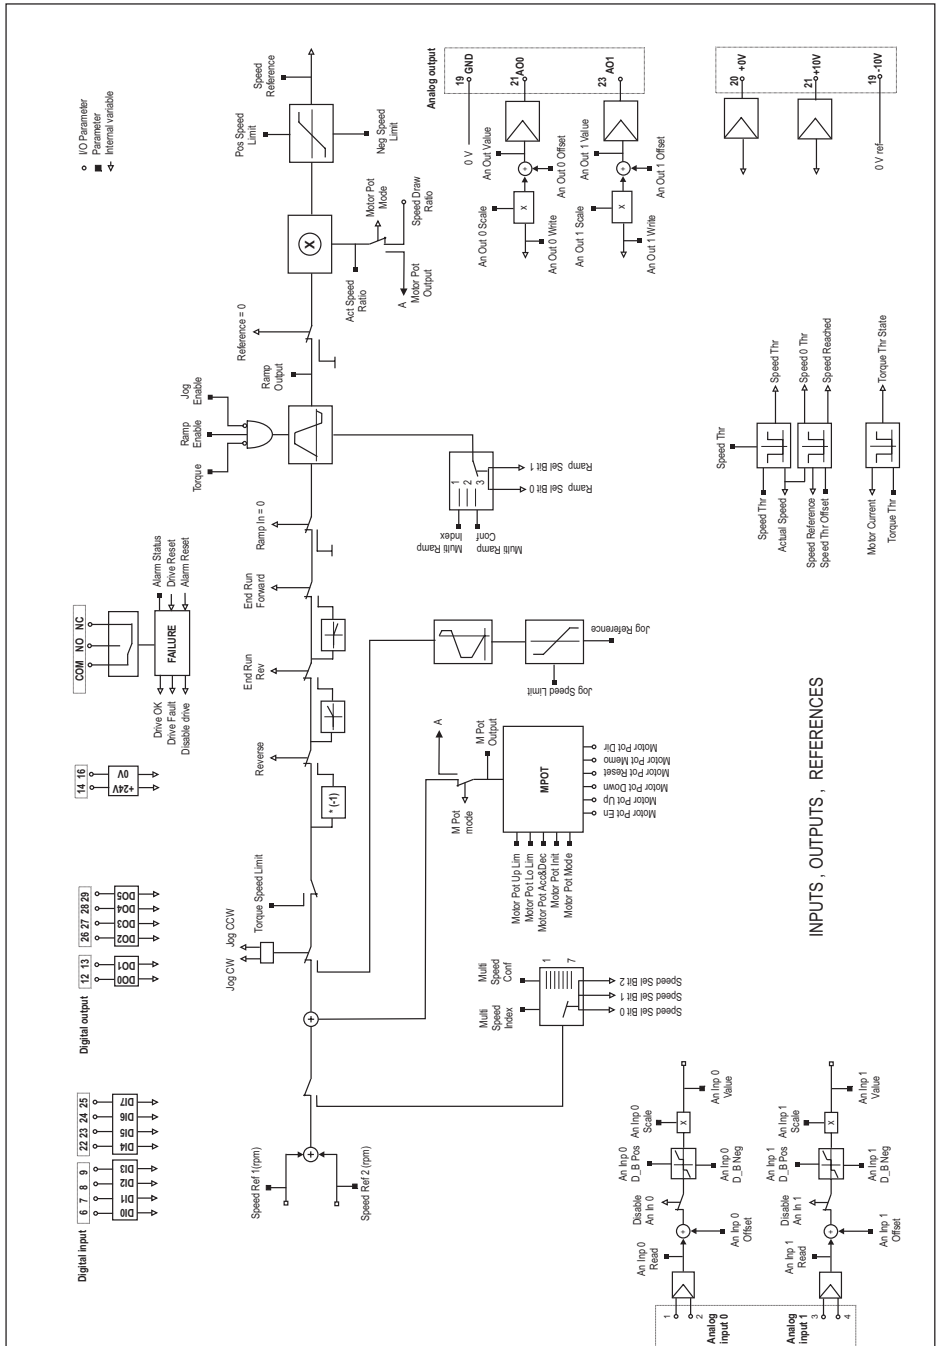 INPUTS , OUTPUTS , REFERENCES
I/O Parameter
Parameter
Internal variable
Digital input
6
7
8
9
22
23
24
25
DI0
DI1
DI2
DI3
DI4
DI5
DI6
DI7
Digital output
12
13
26
27
28
29
DO0
DO1
DO2
DO3
DO4
DO5
14
16
+24V
0V
COM
NO
NC
FAILURE
Drive OK
Drive Fault
Disable drive
Alarm Status
Drive Reset
Alarm Reset
Speed Ref 1(rpm)
Speed Ref 2 (rpm)
+
+
Jog CW
Jog CCW
Torque Speed Limit
* (-1)
Reverse
End Run
Rev
End Run
Forward
Ramp In = 0
Torque
Ramp
Enable
Jog
Enable
Ramp
Output
Reference = 0
X
Act Speed
Ratio
Motor Pot
Mode
Speed Draw
Ratio
A
Motor Pot
Output
Pos Speed
Limit
Neg Speed
Limit
Speed
Reference
Multi
Speed
Index
Multi
Speed
Conf
1
7
Speed Sel Bit 0
Speed Sel Bit 1
Speed Sel Bit 2
M Pot
mode
A
M Pot
Output
MPOT
Motor Pot Up Lim
Motor Pot Lo Lim
Motor Pot Acc&Dec
Motor Pot Init
Motor Pot Mode
Motor Pot En
Motor Pot Up
Motor Pot Down
Motor Pot Reset
Motor Pot Memo
Motor Pot Dir
Jog Speed Limit
Jog Reference
Multi Ramp
Index
Multi Ramp
Conf
1
2
3
Ramp Sel Bit 0
Ramp Sel Bit 1
Analog output
19 GND
21 AO0
23 AO1
0 V
An Out Value
An Out 0 Offset
An Out 0 Scale
x
An Out 0 Write
+
An Out 1 Value
An Out 1 Offset
An Out 1 Scale
x
An Out 1 Write
+
20 +0V
21 +10V
19 -10V
0 V ref
Speed Thr
Speed Thr
Actual Speed
Speed Reference
Speed Thr Offset
Speed Thr
Speed 0 Thr
Speed Reached
Motor Current
Torque Thr
Torque Thr State
Analog
input 0
1
2
An Inp 0
Read
+
An Inp 0
Offset
Disable
An In 0
An Inp 0
D_B Pos
An Inp 0
D_B Neg
An Inp 0
Scale
x
An Inp 0
Value
Analog
input 1
3
4
An Inp 1
Read
+
An Inp 1
Offset
Disable
An In 1
An Inp 1
D_B Pos
An Inp 1
D_B Neg
An Inp 1
Scale
x
An Inp 1
Value